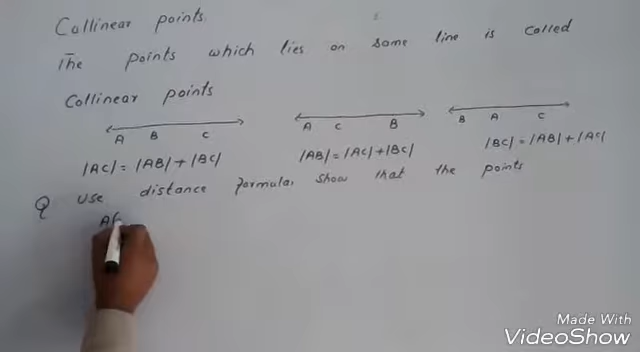 Collinear points.
The points which lies on same line is called
Collinear points
A B C
A C B
B A C
|AC| = |AB| + |BC|
|AB| = |AC| + |BC|
|BC| = |AB| + |AC|
Q Use distance formular show that the points
A(
Made With
VideoShow